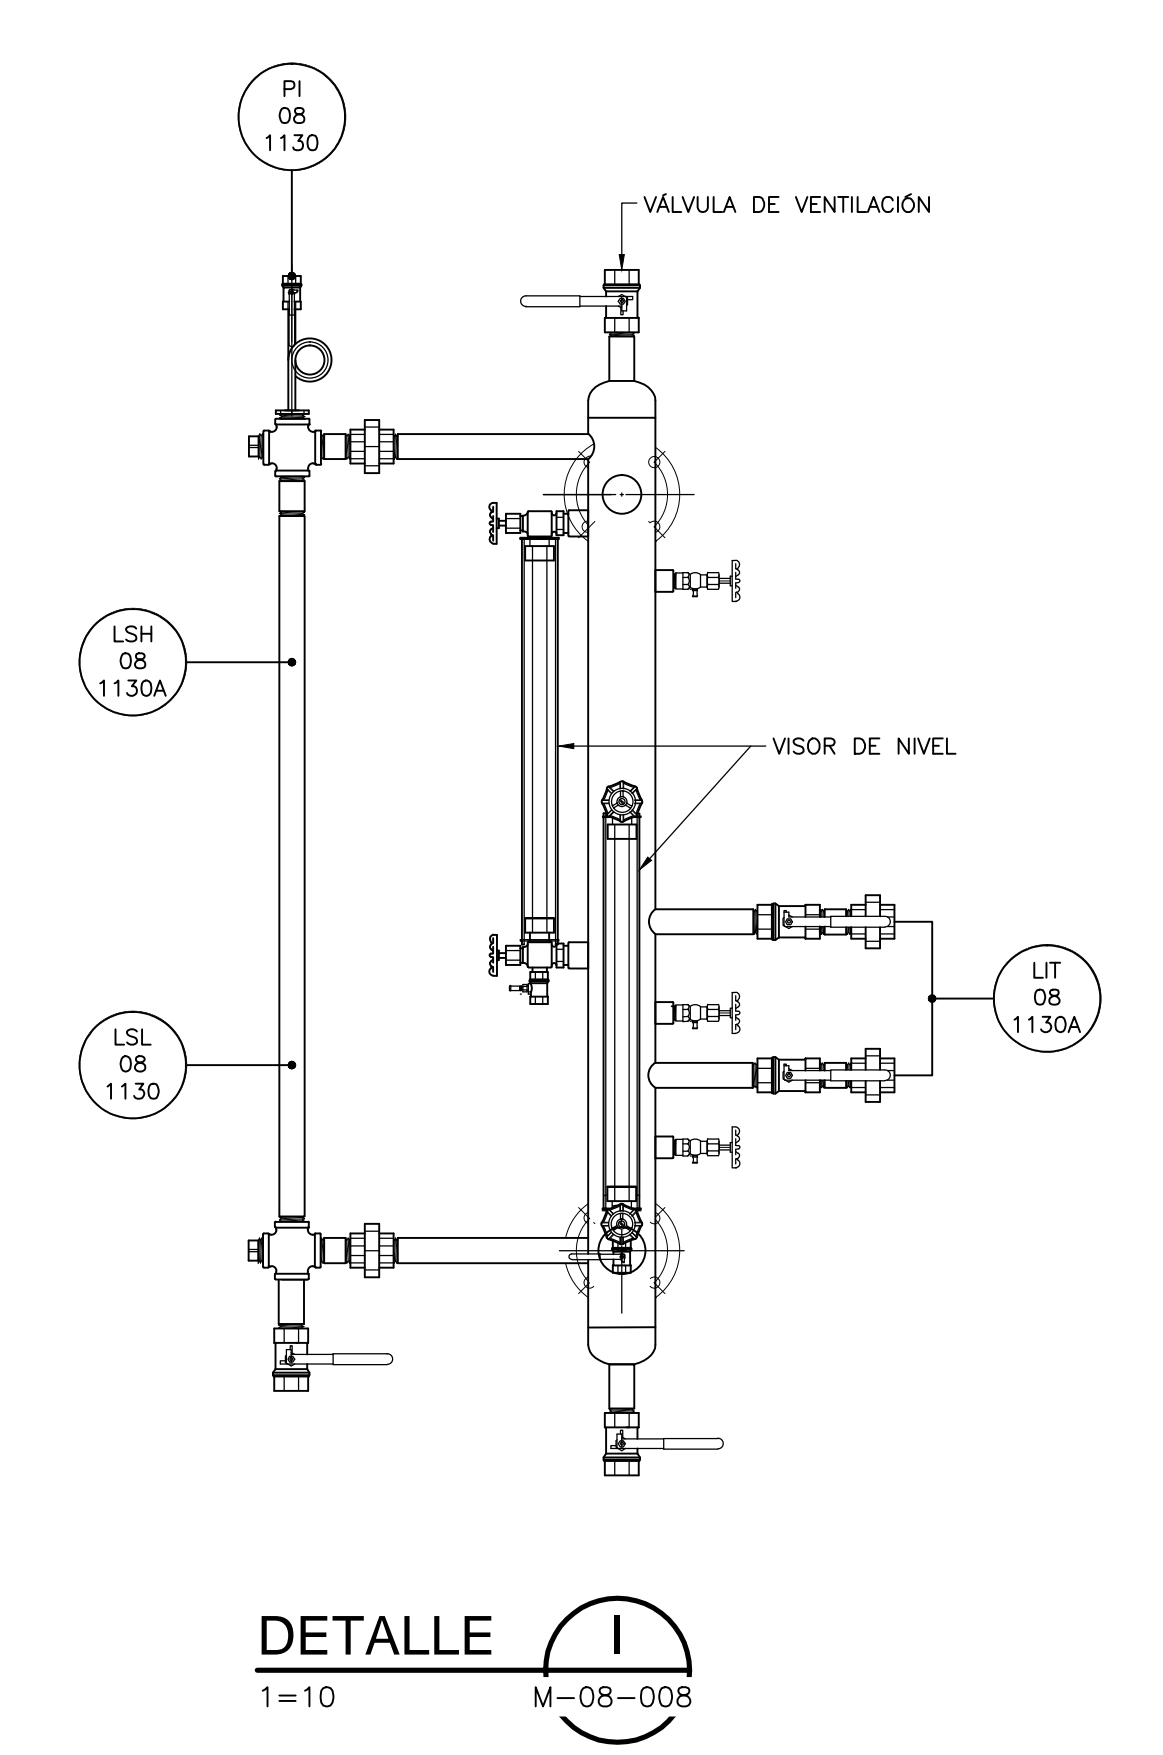 PI
08
1130
VÁLVULA DE VENTILACIÓN
LSH
08
1130A
VISOR DE NIVEL
LIT
08
1130A
LSL
08
1130
DETALLE I
1=10 M-08-008